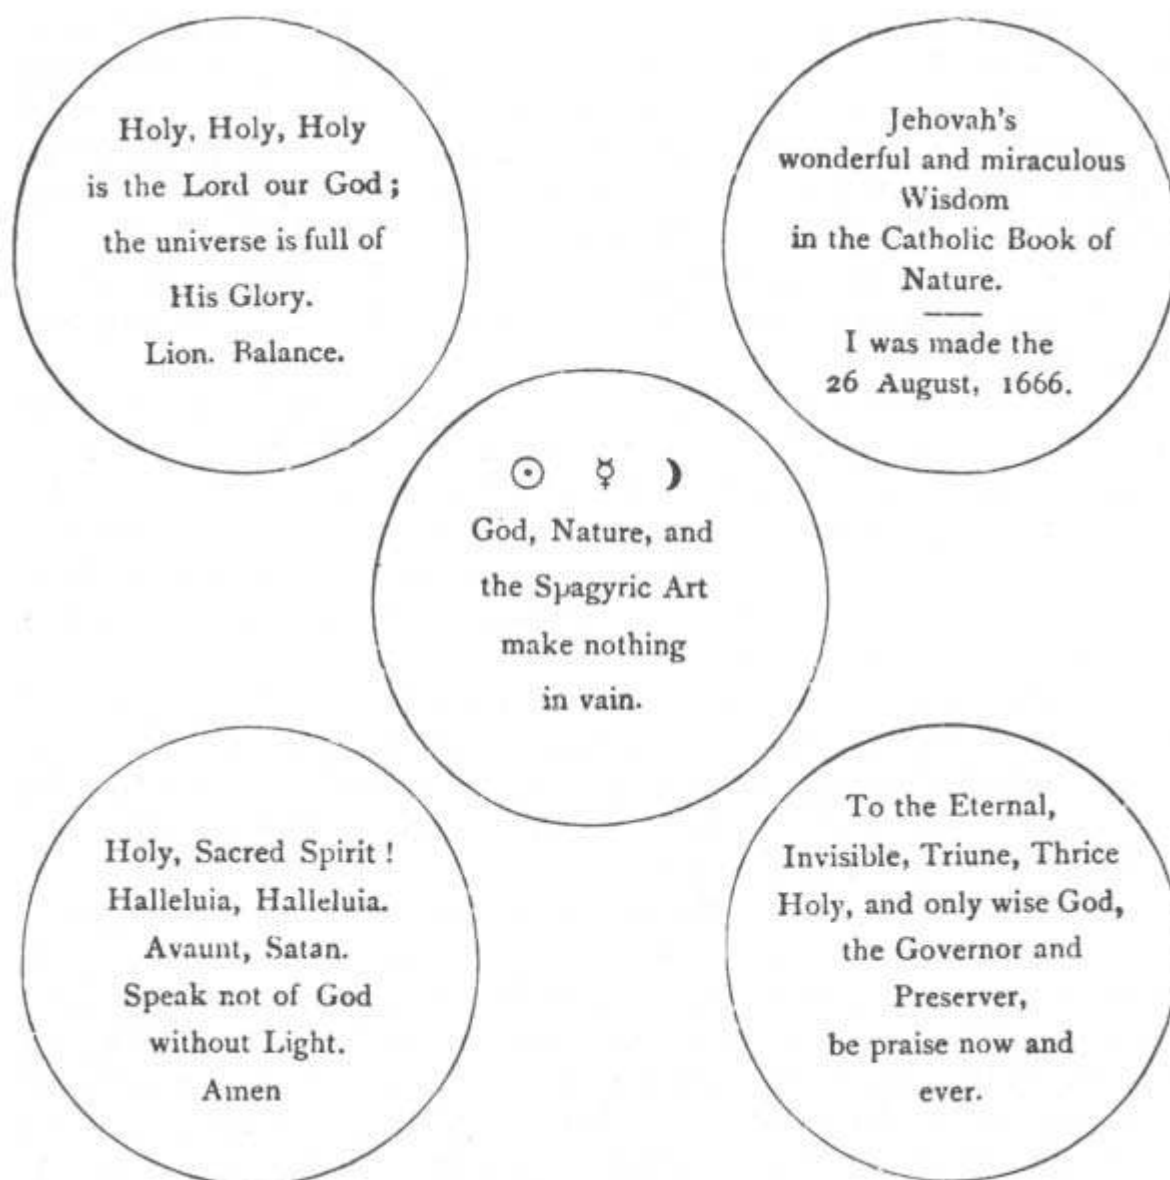 Holy, Holy, Holy
is the Lord our God;
the universe is full of
His Glory.
Lion. Balance.
Jehovah's
wonderful and miraculous
Wisdom
in the Catholic Book of
Nature.
I was made the
26 August, 1666.
☉ ☿ ☽
God, Nature, and
the Spagyric Art
make nothing
in vain.
Holy, Sacred Spirit!
Halleluia, Halleluia.
Avaunt, Satan.
Speak not of God
without Light.
Amen
To the Eternal,
Invisible, Triune, Thrice
Holy, and only wise God,
the Governor and
Preserver,
be praise now and
ever.